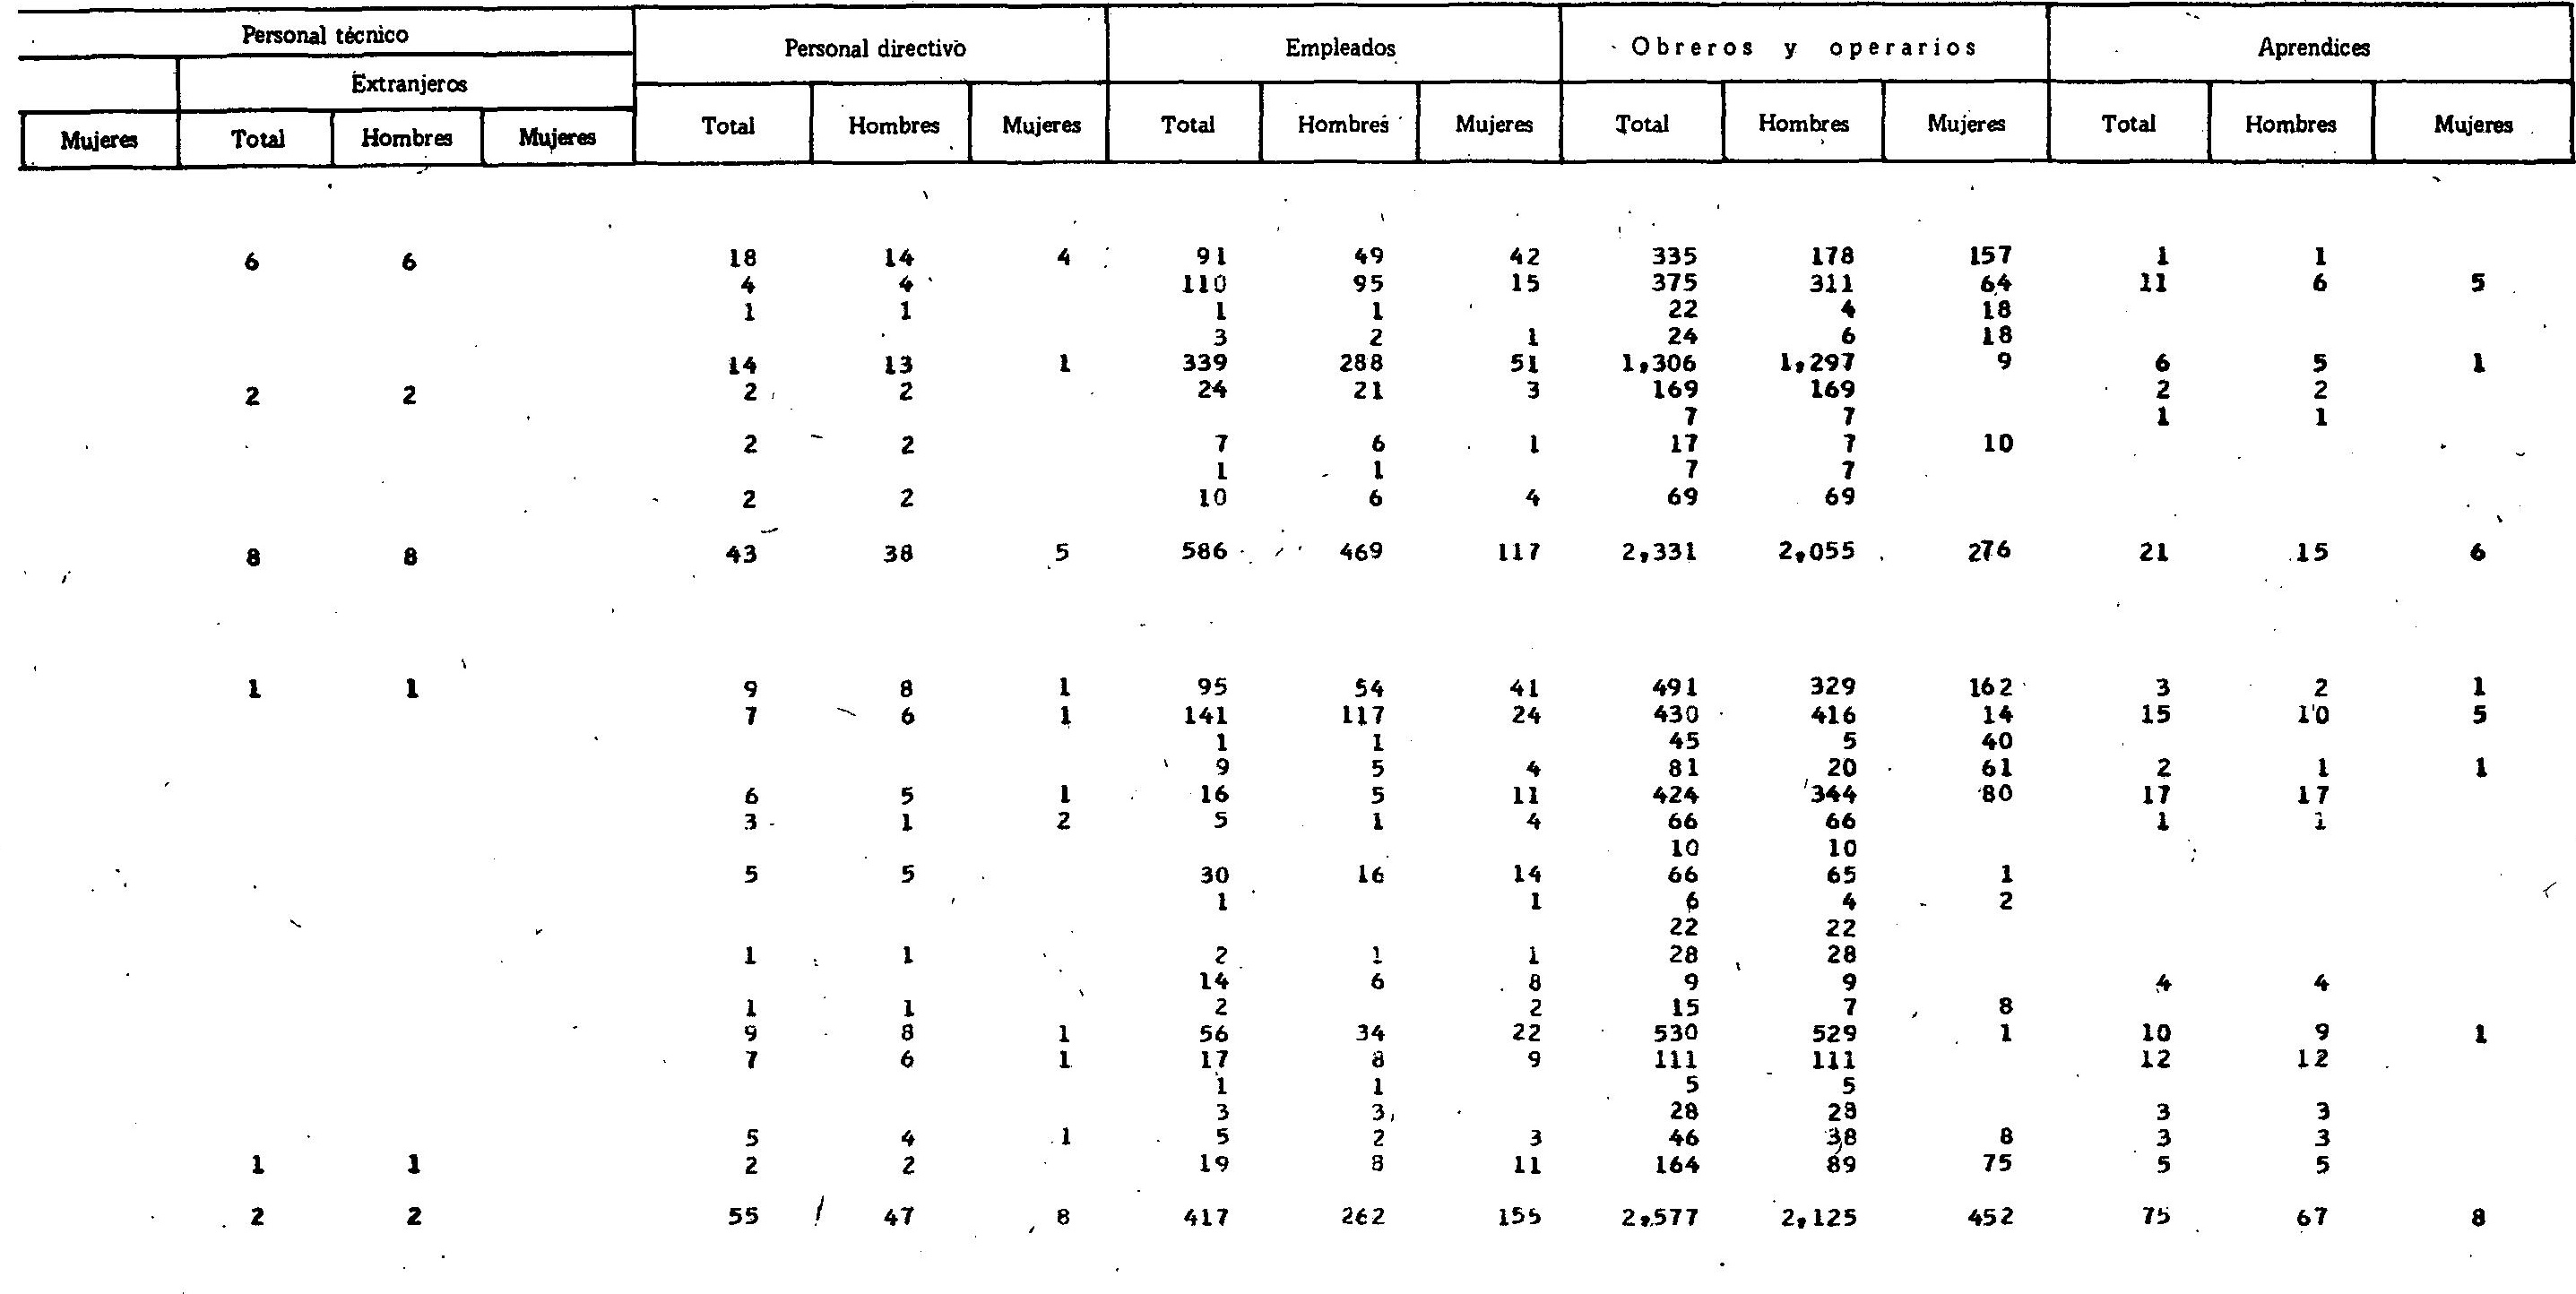 Personal técnico
Personal directivo Empleados Obreros y operarios Aprendices
Extranjeros
Mujeres Total Hombres Mujeres Total Hombres Mujeres Total Hombres Mujeres Total Hombres Mujeres Total Hombres Mujeres
6 6 18 14 4 91 49 42 335 178 157 1 1
4 4 110 95 15 375 311 64 11 6 5
1 1 1 1 22 4 18
3 2 1 24 6 18
14 13 1 339 288 51 1,306 1,297 9 6 5 1
2 2 2 2 24 21 3 169 169 2 2
7 7 1 1
2 2 7 6 1 17 7 10
1 1 7 7
2 2 10 6 4 69 69
8 8 43 38 5 586 469 117 2,331 2,055 276 21 15 6
1 1 9 8 1 95 54 41 491 329 162 3 2 1
7 6 1 141 117 24 430 416 14 15 10 5
1 1 45 5 40
9 5 4 81 20 61 2 1 1
6 5 1 16 5 11 424 344 80 17 17
3 1 2 5 1 4 66 66 1 1
10 10
5 5 30 16 14 66 65 1
1 1 6 4 2
22 22
1 1 2 1 1 28 28
14 6 8 9 9 4 4
1 1 2 2 15 7 8
9 8 1 56 34 22 530 529 1 10 9 1
7 6 1 17 8 9 111 111 12 12
1 1 5 5
3 3 28 28 3 3
5 4 1 5 2 3 46 38 8 3 3
1 1 2 2 19 8 11 164 89 75 5 5
2 2 55 47 8 417 262 155 2,577 2,125 452 75 67 8